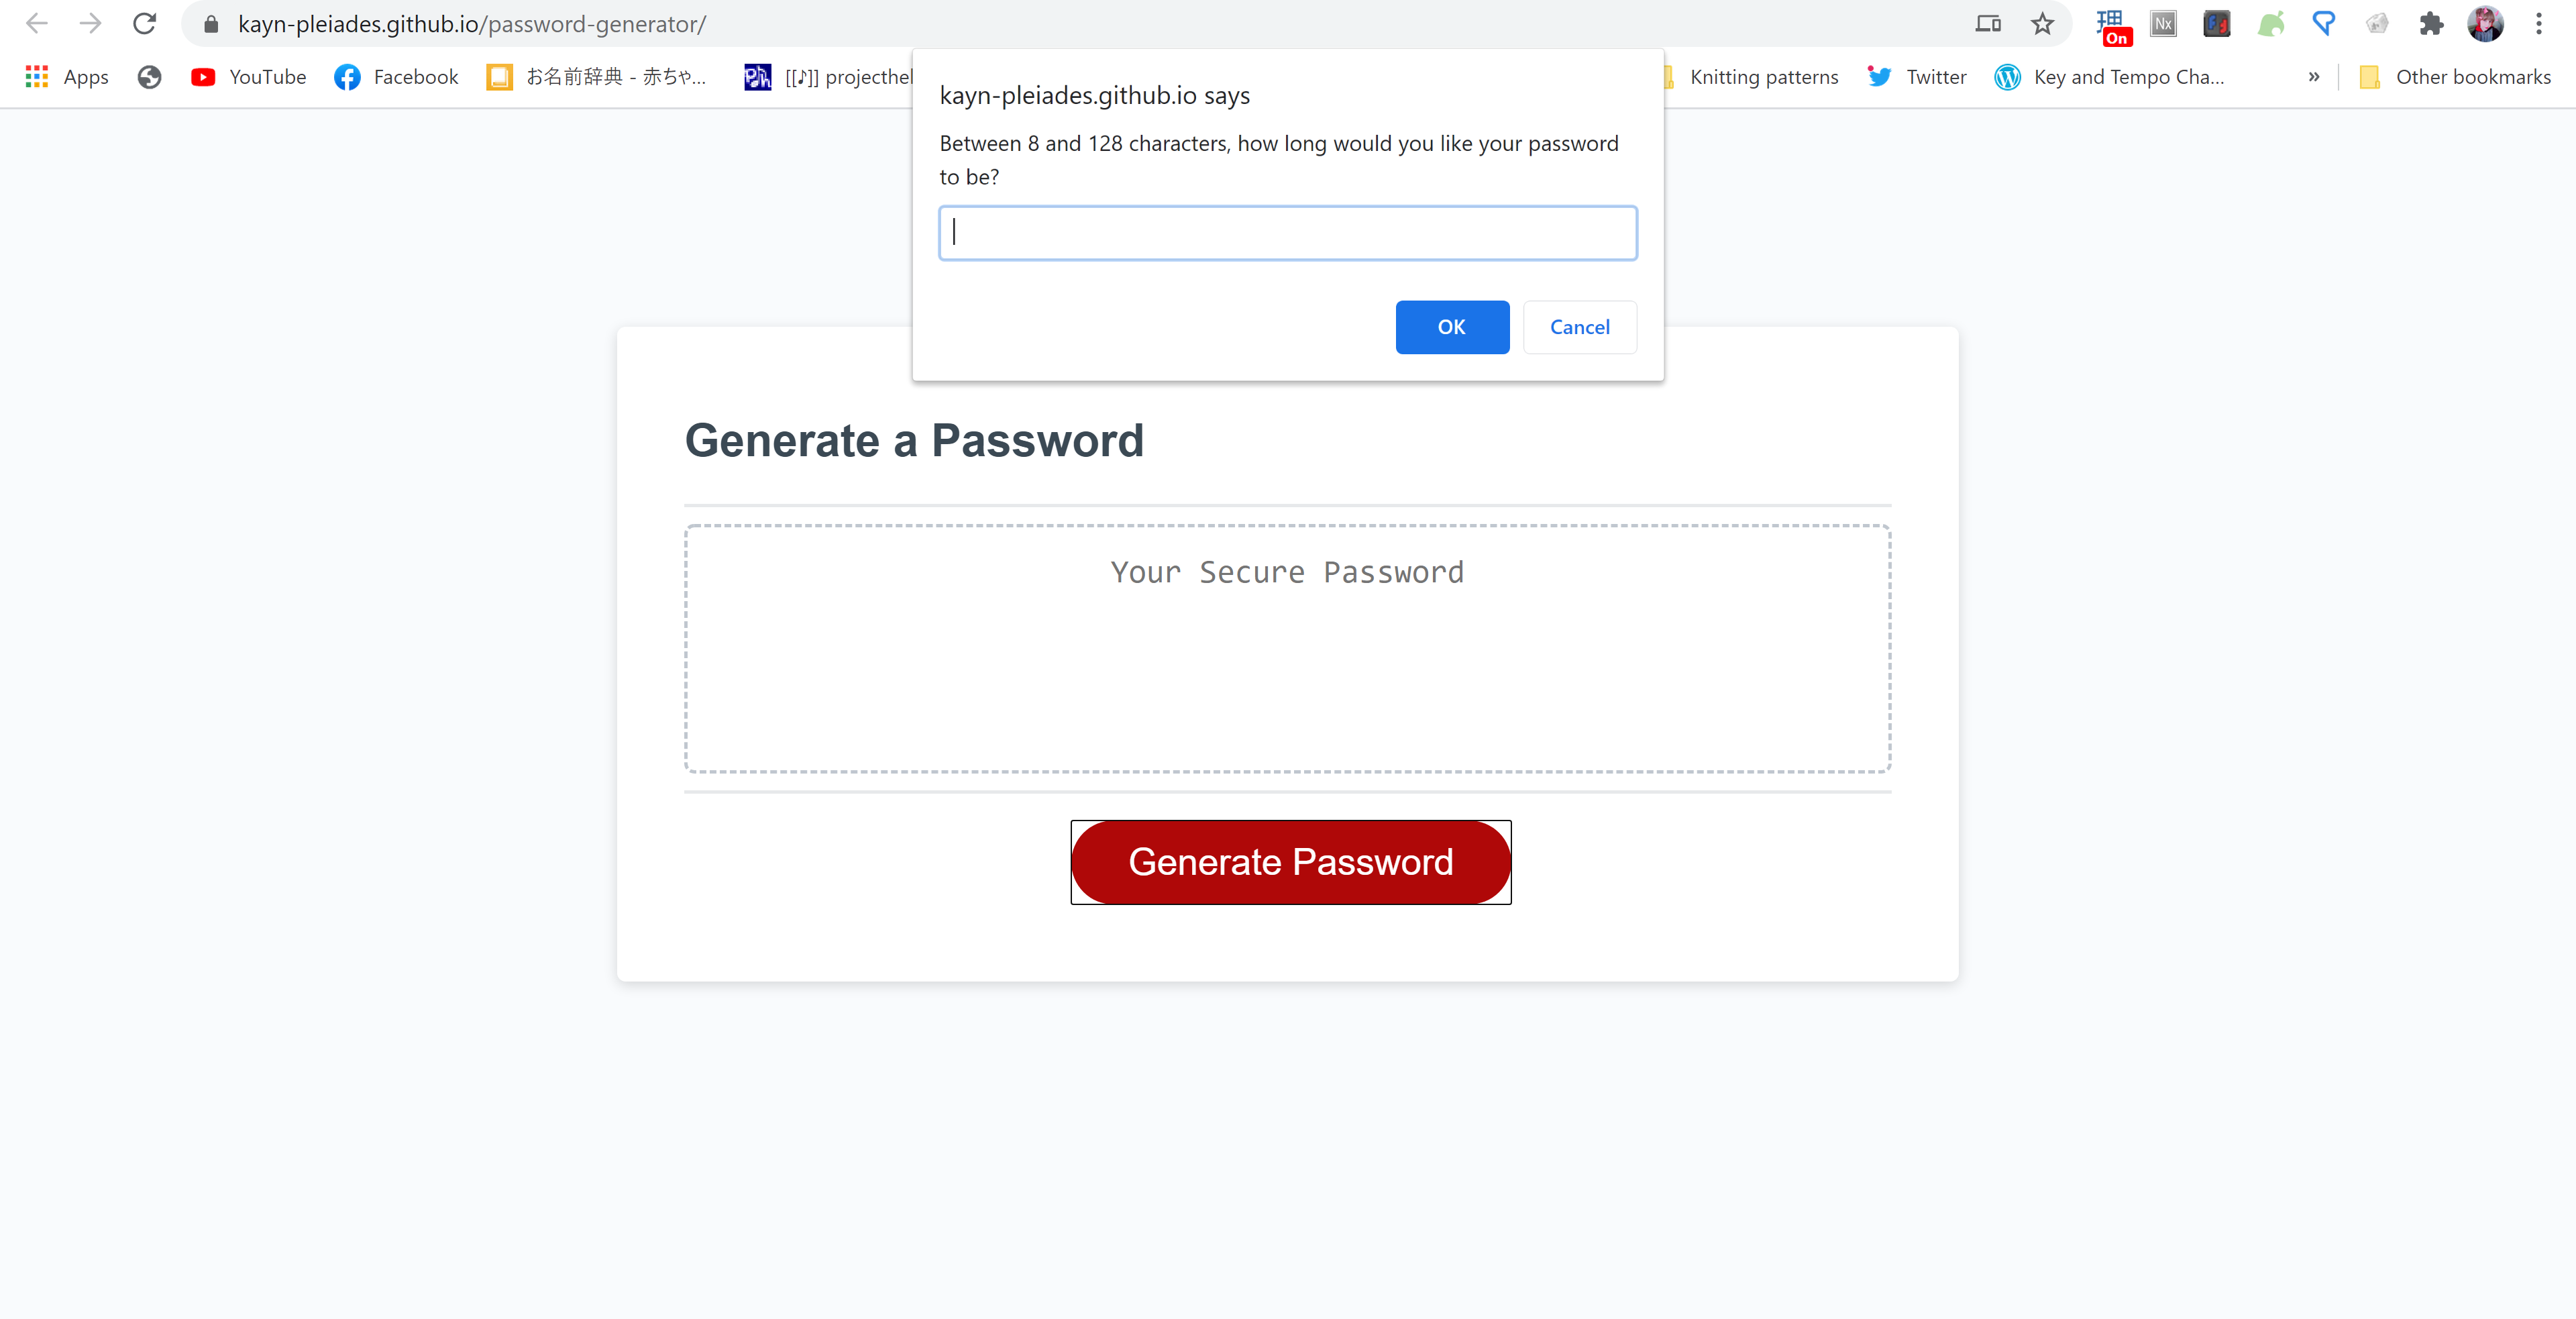 kayn-pleiades.github.io/password-generator/
On
Nx
Apps
YouTube
Facebook
お名前辞典 - 赤ちゃ...
[[♪]] projecthel
Knitting patterns
Twitter
Key and Tempo Cha...
»
Other bookmarks
kayn-pleiades.github.io says
Between 8 and 128 characters, how long would you like your password
to be?
OK
Cancel
Generate a Password
Your Secure Password
Generate Password